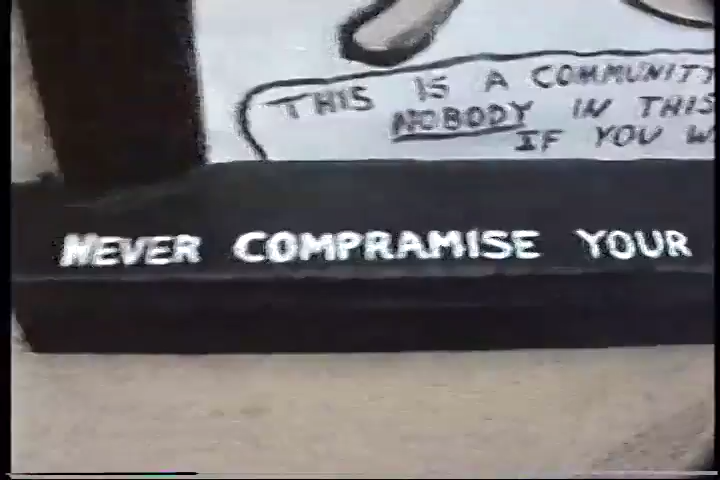 THIS IS A COMMUNITY
NOBODY IN THIS
IF YOU W
NEVER COMPRAMISE YOUR